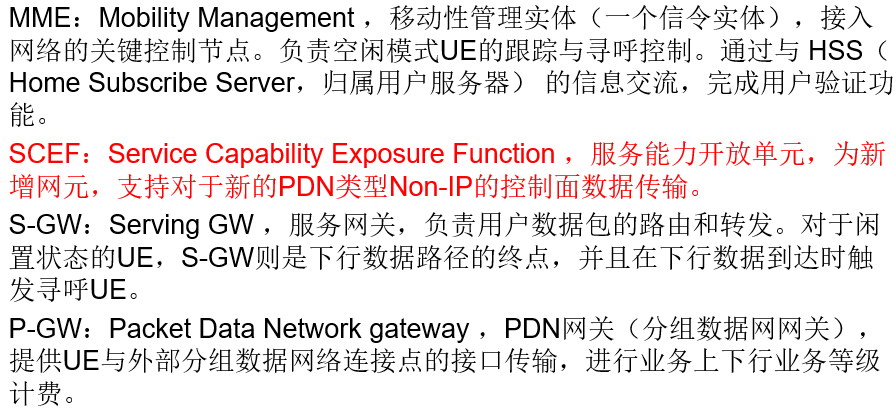 MME：Mobility Management ，移动性管理实体（一个信令实体），接入
网络的关键控制节点。负责空闲模式UE的跟踪与寻呼控制。通过与 HSS（
Home Subscribe Server，归属用户服务器） 的信息交流，完成用户验证功
能。
SCEF：Service Capability Exposure Function ，服务能力开放单元，为新
增网元，支持对于新的PDN类型Non-IP的控制面数据传输。
S-GW：Serving GW ，服务网关，负责用户数据包的路由和转发。对于闲
置状态的UE，S-GW则是下行数据路径的终点，并且在下行数据到达时触
发寻呼UE。
P-GW：Packet Data Network gateway ，PDN网关（分组数据网网关），
提供UE与外部分组数据网络连接点的接口传输，进行业务上下行业务等级
计费。